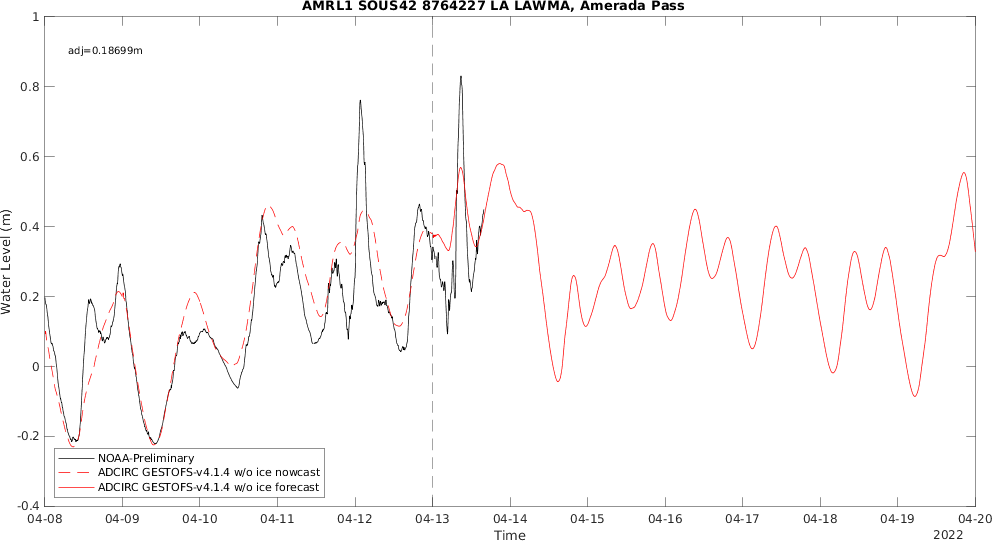 AMRL1 SOUS42 8764227 LA LAWMA, Amerada Pass
adj=0.18699m
Water Level (m)
1
0.8
0.6
0.4
0.2
0
-0.2
-0.4
NOAA-Preliminary
ADCIRC GESTOFS-v4.1.4 w/o ice nowcast
ADCIRC GESTOFS-v4.1.4 w/o ice forecast
04-08 04-09 04-10 04-11 04-12 04-13 04-14 04-15 04-16 04-17 04-18 04-19 04-20
Time
2022